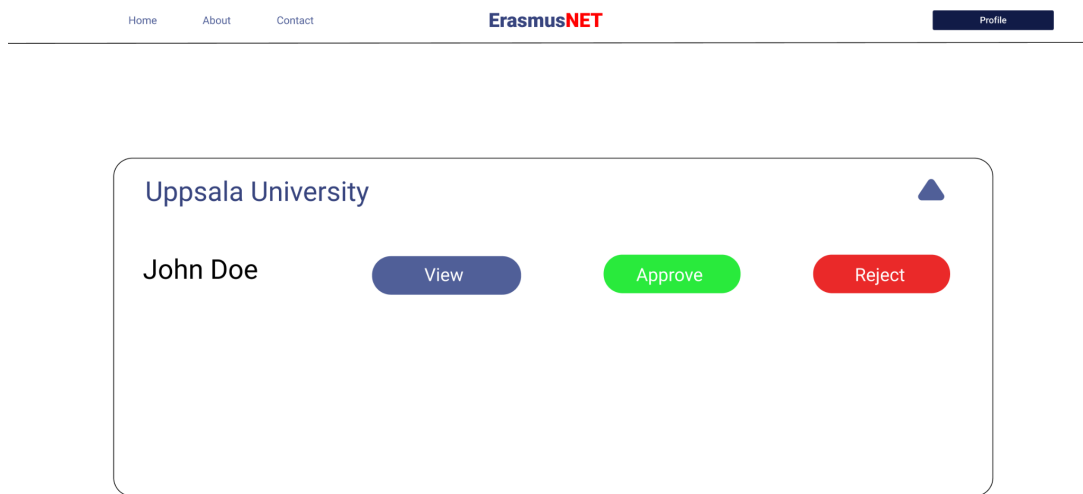 Home About Contact ErasmusNET Profile
Uppsala University
John Doe View Approve Reject